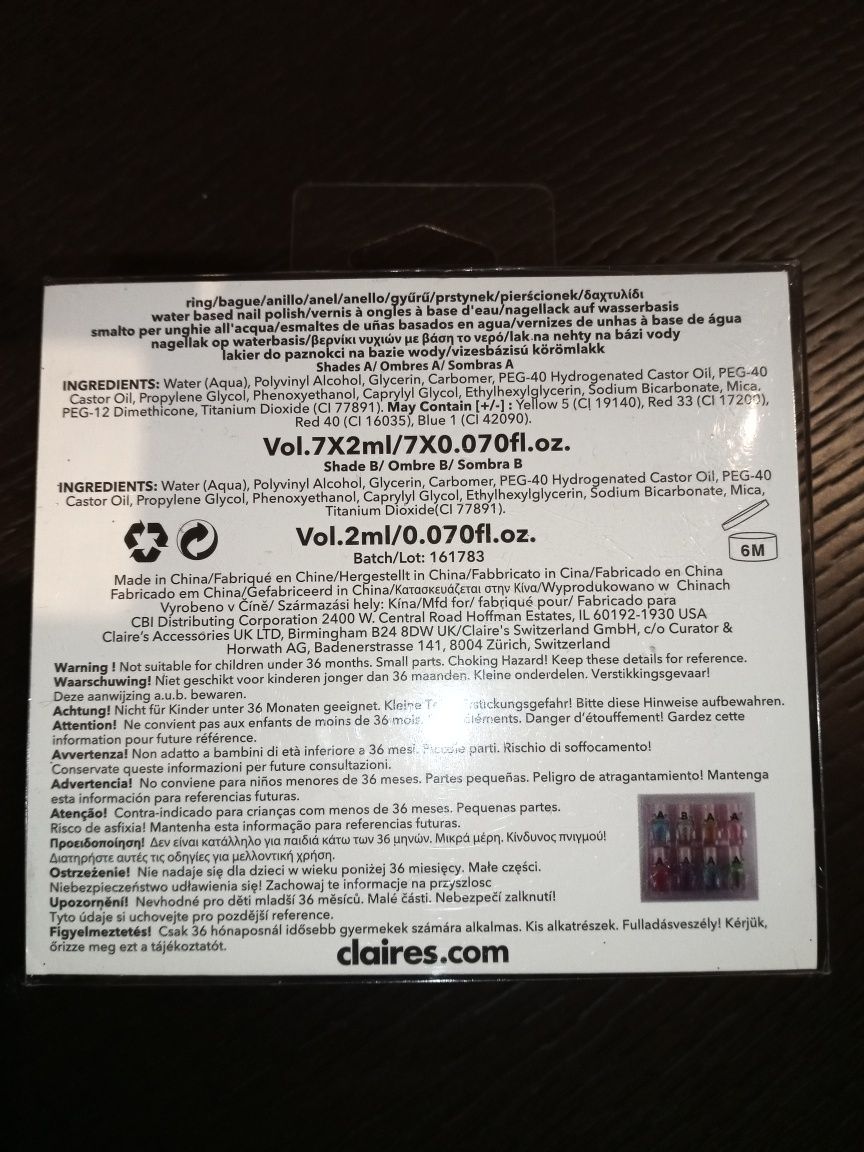 ring/bague/anillo/anel/anello/gyűrű/prstynek/pierścionek/δαχτυλίδι
water based nail polish/vernis à ongles à base d'eau/nagellack auf wasserbasis
smalto per unghie all'acqua/esmaltes de uñas basados en agua/vernizes de unhas à base de água
nagellak op waterbasis/βερνίκι νυχιών με βάση το νερό/lak na nehty na bázi vody
lakier do paznokci na bazie wody/vizesbázisú körömlakk
Shades A/ Ombres A/ Sombras A
INGREDIENTS: Water (Aqua), Polyvinyl Alcohol, Glycerin, Carbomer, PEG-40 Hydrogenated Castor Oil, PEG-40
Castor Oil, Propylene Glycol, Phenoxyethanol, Caprylyl Glycol, Ethylhexylglycerin, Sodium Bicarbonate, Mica.
PEG-12 Dimethicone, Titanium Dioxide (CI 77891). May Contain [+/-] : Yellow 5 (CI 19140), Red 33 (CI 17200),
Red 40 (CI 16035), Blue 1 (CI 42090).
Vol.7X2ml/7X0.070fl.oz.
Shade B/ Ombre B/ Sombra B
INGREDIENTS: Water (Aqua), Polyvinyl Alcohol, Glycerin, Carbomer, PEG-40 Hydrogenated Castor Oil, PEG-40
Castor Oil, Propylene Glycol, Phenoxyethanol, Caprylyl Glycol, Ethylhexylglycerin, Sodium Bicarbonate, Mica,
Titanium Dioxide(CI 77891).
Vol.2ml/0.070fl.oz.
6M
Batch/Lot: 161783
Made in China/Fabriqué en Chine/Hergestellt in China/Fabbricato in Cina/Fabricado en China
Fabricado em China/Gefabriceerd in China/Κατασκευάζεται στην Κίνα/Wyprodukowano w Chinach
Vyrobeno v Číně/ Származási hely: Kína/Mfd for/ fabriqué pour/ Fabricado para
CBI Distributing Corporation 2400 W. Central Road Hoffman Estates, IL 60192-1930 USA
Claire's Accessories UK LTD, Birmingham B24 8DW UK/Claire's Switzerland GmbH, c/o Curator &
Horwath AG, Badenerstrasse 141, 8004 Zürich, Switzerland
Warning ! Not suitable for children under 36 months. Small parts. Choking Hazard! Keep these details for reference.
Waarschuwing! Niet geschikt voor kinderen jonger dan 36 maanden. Kleine onderdelen. Verstikkingsgevaar!
Deze aanwijzing a.u.b. bewaren.
Achtung! Nicht für Kinder unter 36 Monaten geeignet. Kleine Bitte diese Hinweise aufbewahren.
Attention! Ne convient pas aux enfants de moins de 36 mois. éléments. Danger d'étouffement! Gardez cette
information pour future référence.
Avvertenza! Non adatto a bambini di età inferiore a 36 mesi. Piccole parti. Rischio di soffocamento!
Conservate queste informazioni per future consultazioni.
Advertencia! No conviene para niños menores de 36 meses. Partes pequeñas. Peligro de atragantamiento! Mantenga
esta información para referencias futuras.
Atenção! Contra-indicado para crianças com menos de 36 meses. Pequenas partes.
Risco de asfixia! Mantenha esta informação para referencias futuras.
Προειδοποίηση! Δεν είναι κατάλληλο για παιδιά κάτω των 36 μηνών. Μικρά μέρη. Κίνδυνος πνιγμού!
Διατηρήστε αυτές τις οδηγίες για μελλοντική χρήση.
Ostrzeżenie! Nie nadaje się dla dzieci w wieku poniżej 36 miesięcy. Małe części.
Niebezpieczeństwo udławienia się! Zachowaj te informacje na przyszlosc
Upozornění! Nevhodné pro děti mladší 36 měsíců. Malé části. Nebezpečí zalknutí!
Tyto údaje si uchovejte pro pozdější reference.
Figyelmeztetés! Csak 36 hónaposnál idősebb gyermekek számára alkalmas. Kis alkatrészek. Fulladásveszély! Kérjük,
őrizze meg ezt a tájékoztatót.
A B A A
A A A A
claires.com